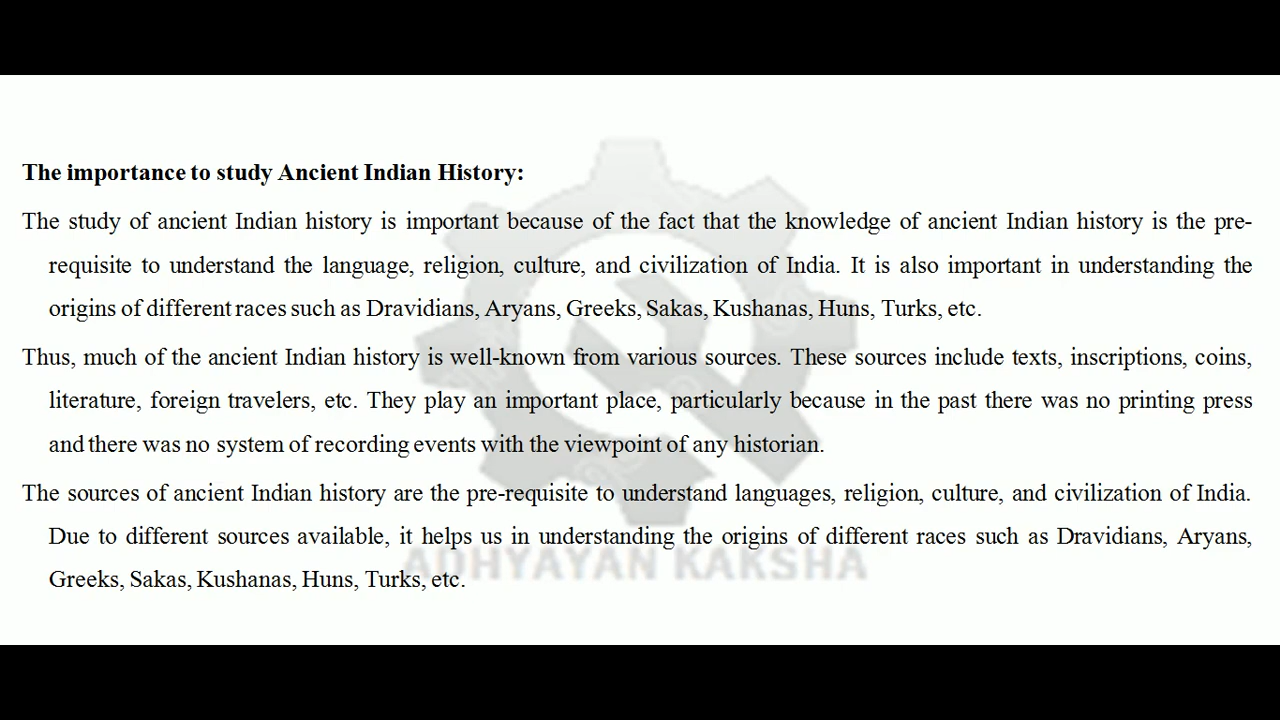 The importance to study Ancient Indian History:
The study of ancient Indian history is important because of the fact that the knowledge of ancient Indian history is the pre-
requisite to understand the language, religion, culture, and civilization of India. It is also important in understanding the
origins of different races such as Dravidians, Aryans, Greeks, Sakas, Kushanas, Huns, Turks, etc.
Thus, much of the ancient Indian history is well-known from various sources. These sources include texts, inscriptions, coins,
literature, foreign travelers, etc. They play an important place, particularly because in the past there was no printing press
and there was no system of recording events with the viewpoint of any historian.
The sources of ancient Indian history are the pre-requisite to understand languages, religion, culture, and civilization of India.
Due to different sources available, it helps us in understanding the origins of different races such as Dravidians, Aryans,
Greeks, Sakas, Kushanas, Huns, Turks, etc.
ADHYAYAN KAKSHA